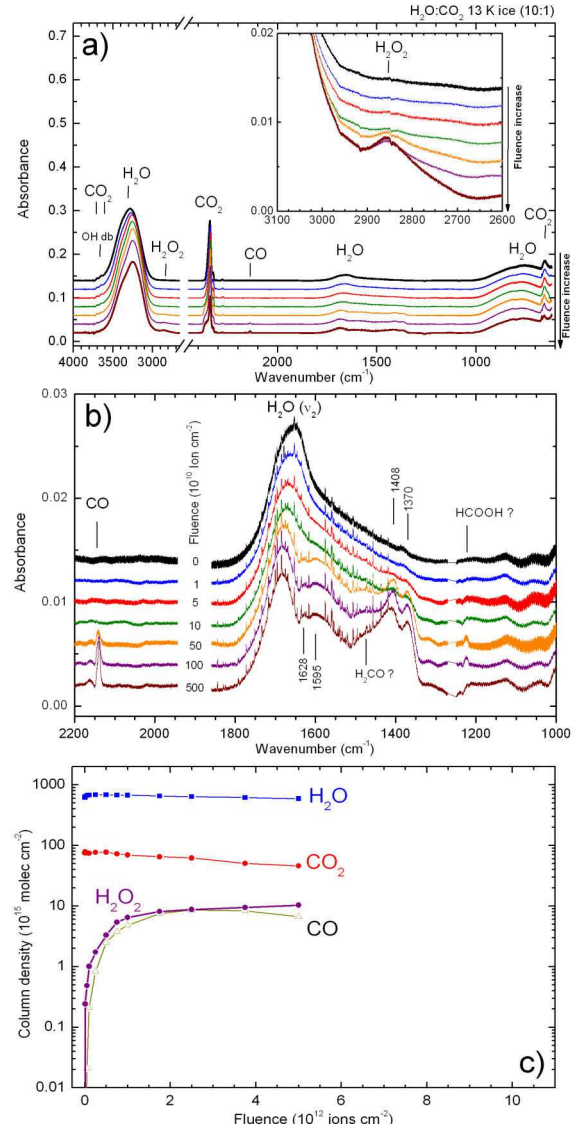 H₂O:CO₂ 13 K ice (10:1)
a)
0.7
0.6
0.5
0.4
0.3
0.2
0.1
0.0
Absorbance
CO₂
H₂O
OH db
H₂O₂
CO₂
CO
H₂O
H₂O
CO₂
Fluence increase
4000
3500
3000
2000
1500
1000
Wavenumber (cm⁻¹)
0.02
0.01
0.00
H₂O₂
Fluence increase
3100
3000
2900
2800
2700
2600
b)
0.03
0.02
0.01
0.00
Absorbance
H₂O (ν₂)
CO
Fluence
(10¹⁰ Ion cm⁻²)
0
1
5
10
50
100
500
1408
1370
HCOOH ?
1628
1595
H₂CO ?
2200
2000
1800
1600
1400
1200
1000
Wavenumber (cm⁻¹)
1000
100
10
1
0.1
0.01
Column density (10¹⁵ molec cm⁻²)
H₂O
CO₂
H₂O₂
CO
c)
0
2
4
6
8
10
Fluence (10¹² ions cm⁻²)